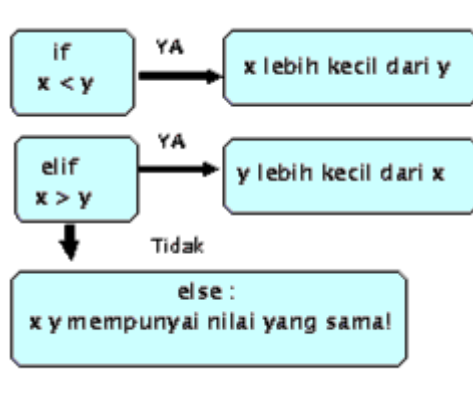 if
x < y
YA
x lebih kecil dari y
elif
x > y
YA
y lebih kecil dari x
Tidak
else :
x y mempunyai nilai yang sama!